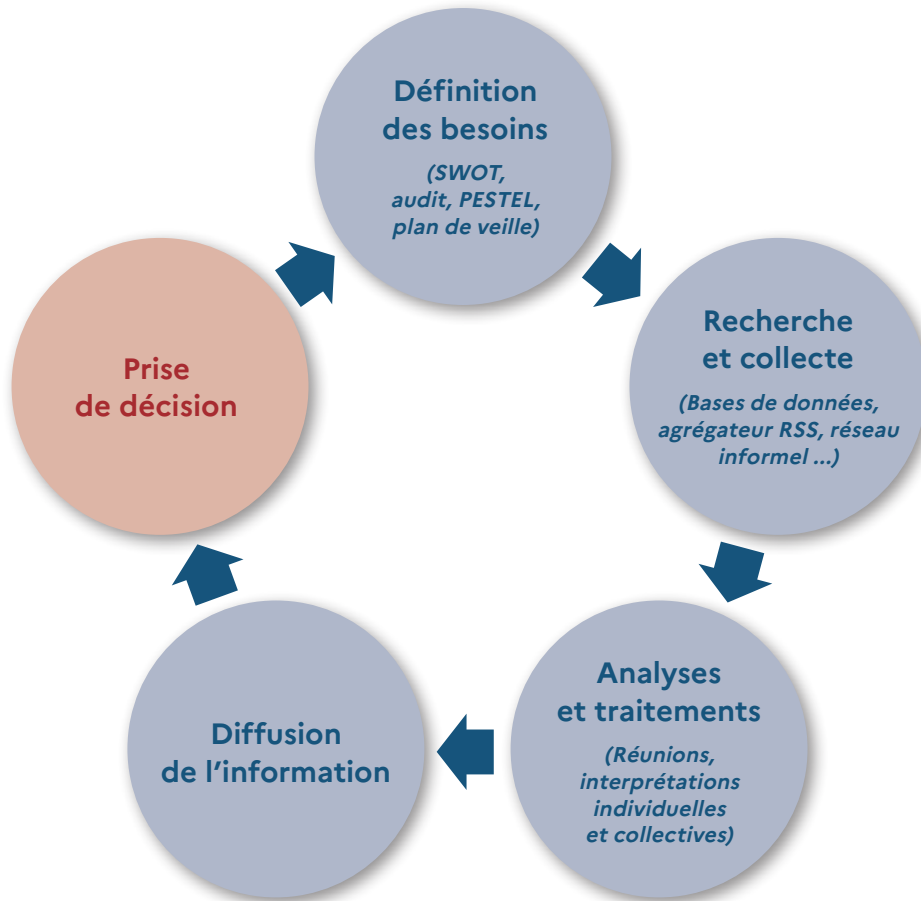 Définition
des besoins
(SWOT,
audit, PESTEL,
plan de veille)
Recherche
et collecte
(Bases de données,
agrégateur RSS, réseau
informel ...)
Analyses
et traitements
(Réunions,
interprétations
individuelles
et collectives)
Diffusion
de l'information
Prise
de décision